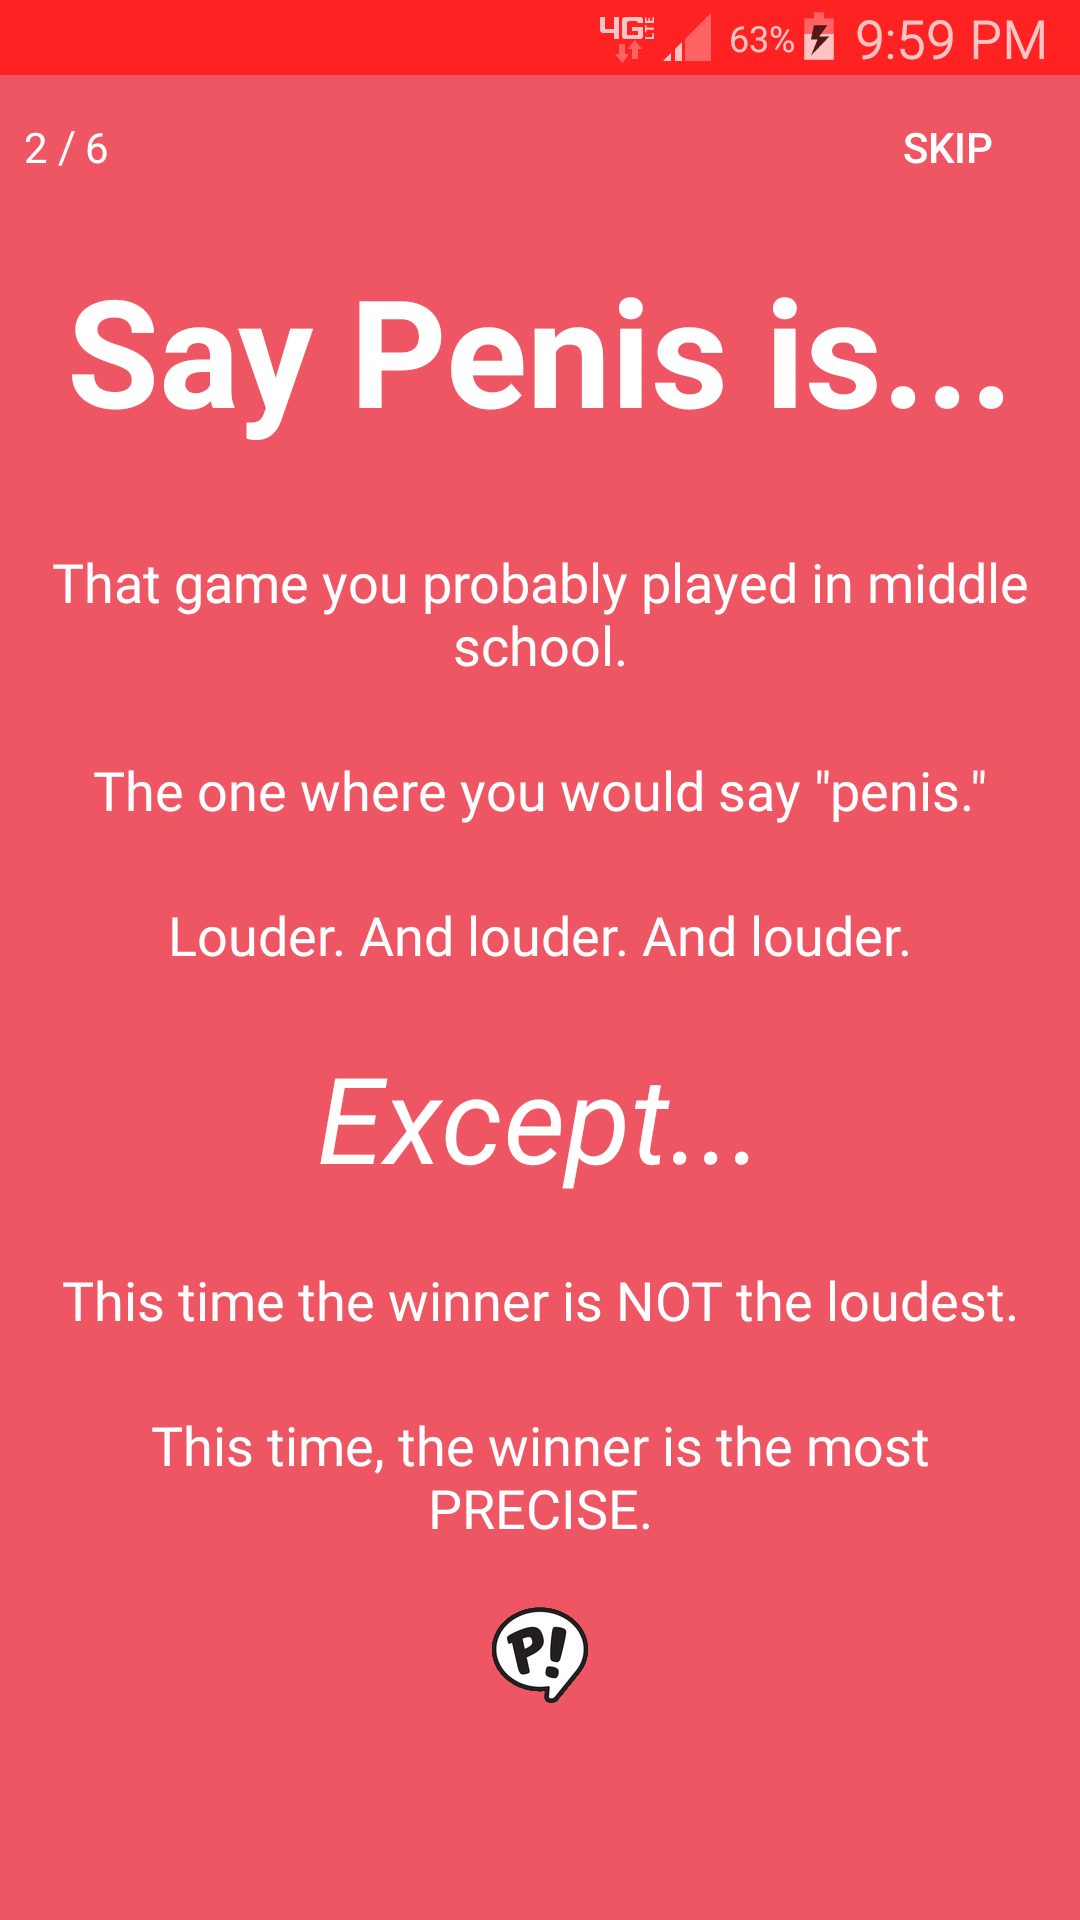 4G LTE 63% 9:59 PM
2 / 6 SKIP
Say Penis is...
That game you probably played in middle
school.
The one where you would say "penis."
Louder. And louder. And louder.
Except...
This time the winner is NOT the loudest.
This time, the winner is the most
PRECISE.
P!